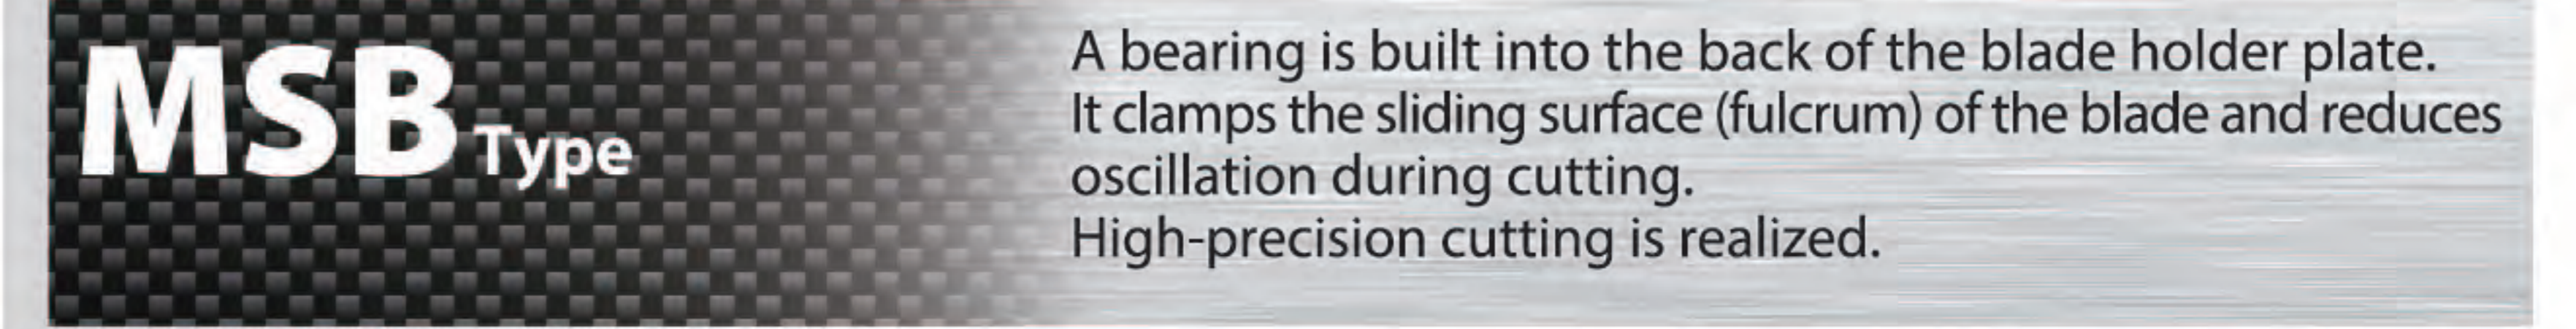 MSB Type
A bearing is built into the back of the blade holder plate.
It clamps the sliding surface (fulcrum) of the blade and reduces
oscillation during cutting.
High-precision cutting is realized.